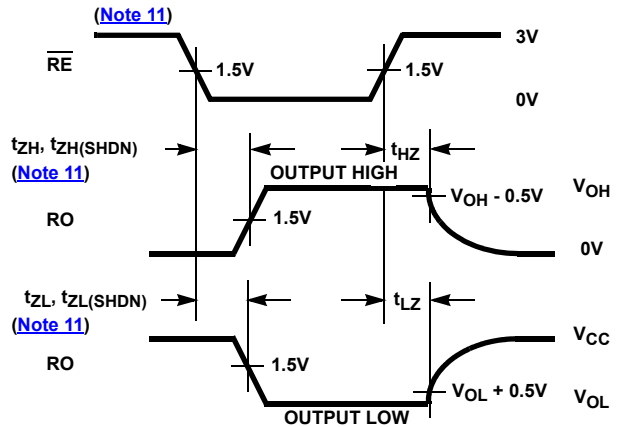 (Note 11)
3V
RE
1.5V
1.5V
0V
tZH, tZH(SHDN)
tHZ
(Note 11)
OUTPUT HIGH
VOH - 0.5V
VOH
RO
1.5V
0V
tZL, tZL(SHDN)
tLZ
(Note 11)
VCC
RO
1.5V
VOL + 0.5V
VOL
OUTPUT LOW